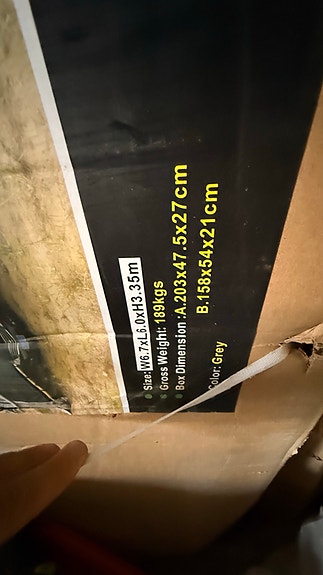 Size: W6.7xL6.0xH3.35m
Gross Weight: 189kgs
Box Dimension :A.203x47.5x27cm
B.158x54x21cm
Color: Grey